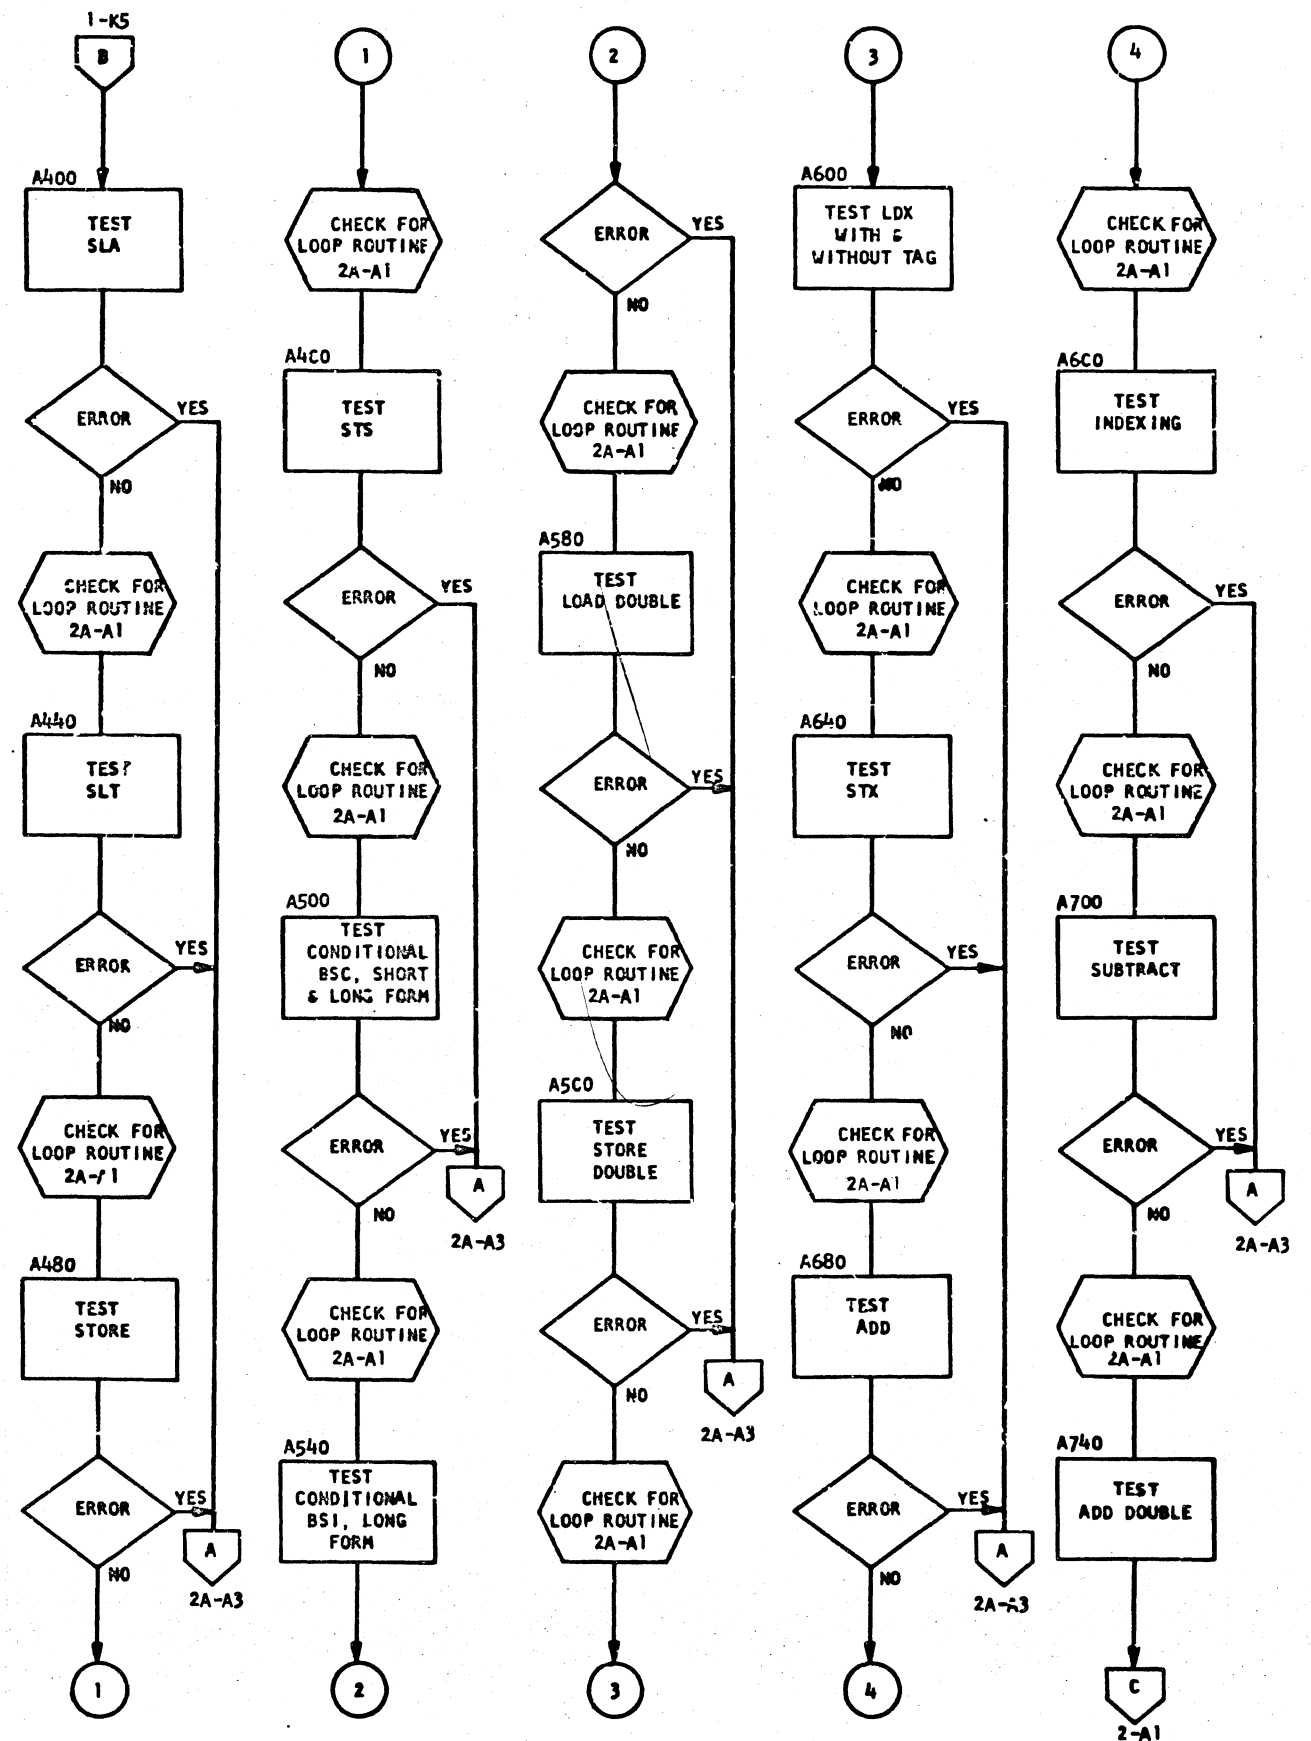 1-K5
B
A400
TEST
SLA
ERROR
YES
NO
CHECK FOR
LOOP ROUTINE
2A-A1
A440
TEST
SLT
ERROR
YES
NO
CHECK FOR
LOOP ROUTINE
A480
TEST
STORE
ERROR
YES
NO
A
2A-A3
1
1
CHECK FOR
LOOP ROUTINE
2A-A1
A4C0
TEST
STS
ERROR
YES
NO
CHECK FOR
LOOP ROUTINE
2A-A1
A500
TEST
CONDITIONAL
BSC, SHORT
& LONG FORM
ERROR
YES
NO
A
2A-A3
CHECK FOR
LOOP ROUTINE
2A-A1
A540
TEST
CONDITIONAL
BSI, LONG
FORM
2
2
ERROR
YES
NO
CHECK FOR
LOOP ROUTINE
2A-A1
A580
TEST
LOAD DOUBLE
ERROR
YES
NO
CHECK FOR
LOOP ROUTINE
2A-A1
A5C0
TEST
STORE
DOUBLE
ERROR
YES
NO
A
2A-A3
CHECK FOR
LOOP ROUTINE
2A-A1
3
3
A600
TEST LDX
WITH &
WITHOUT TAG
ERROR
YES
NO
CHECK FOR
LOOP ROUTINE
2A-A1
A640
TEST
STX
ERROR
YES
NO
CHECK FOR
LOOP ROUTINE
2A-A1
A680
TEST
ADD
ERROR
YES
NO
A
2A-A3
4
4
CHECK FOR
LOOP ROUTINE
2A-A1
A6C0
TEST
INDEXING
ERROR
YES
NO
CHECK FOR
LOOP ROUTINE
2A-A1
A700
TEST
SUBTRACT
ERROR
YES
NO
A
2A-A3
CHECK FOR
LOOP ROUTINE
2A-A1
A740
TEST
ADD DOUBLE
C
2-A1